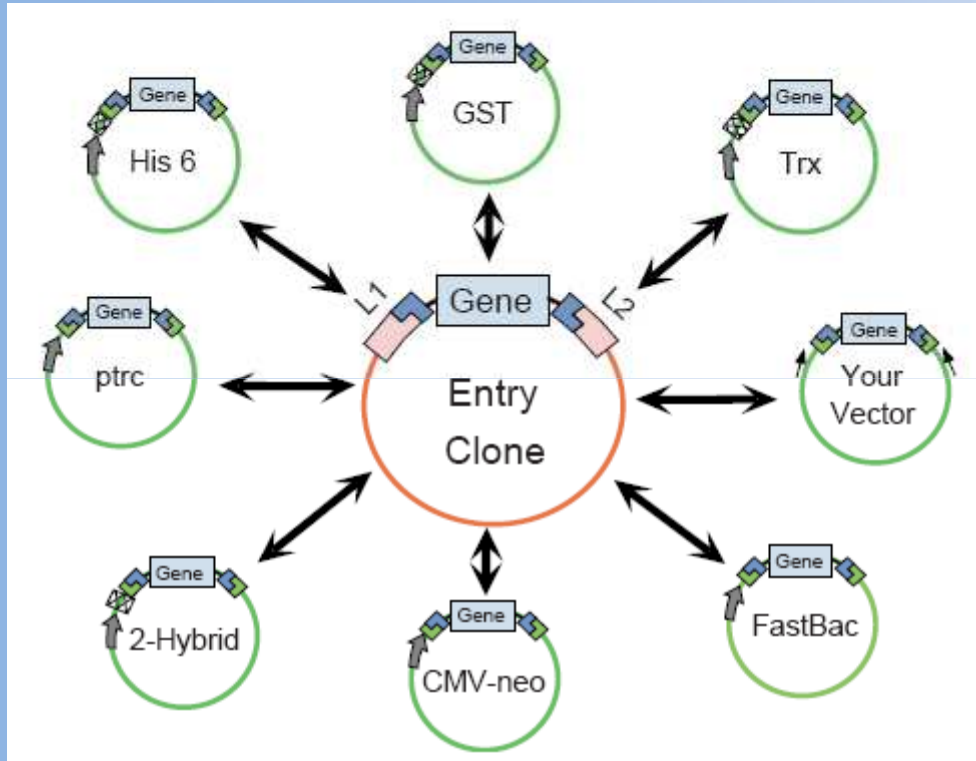 Gene
GST
Gene
His 6
Gene
Trx
L1
Gene
L2
Entry
Clone
Gene
ptrc
Gene
Your
Vector
Gene
2-Hybrid
Gene
CMV-neo
Gene
FastBac